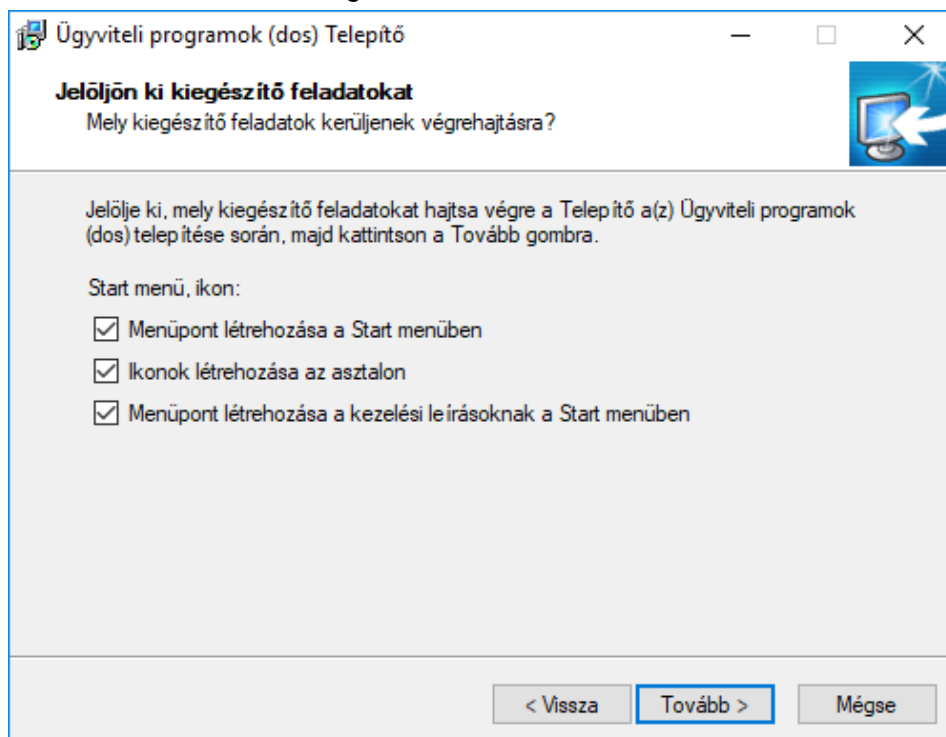 Ügyviteli programok (dos) Telepítő
Jelöljön ki kiegészítő feladatokat
Mely kiegészítő feladatok kerüljenek végrehajtásra?
Jelölje ki, mely kiegészítő feladatokat hajtsa végre a Telepítő a(z) Ügyviteli programok
(dos) telepítése során, majd kattintson a Tovább gombra.
Start menü, ikon:
Menüpont létrehozása a Start menüben
Ikonok létrehozása az asztalon
Menüpont létrehozása a kezelési leírásoknak a Start menüben
< Vissza Tovább > Mégse